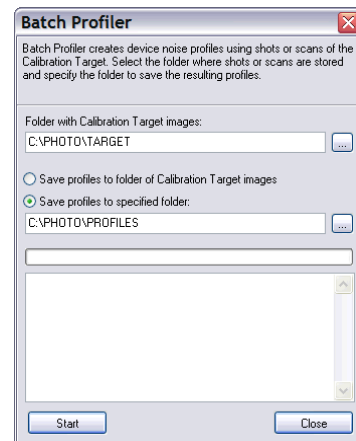 Batch Profiler
Batch Profiler creates device noise profiles using shots or scans of the
Calibration Target. Select the folder where shots or scans are stored
and specify the folder to save the resulting profiles.
Folder with Calibration Target images:
C:\PHOTO\TARGET
...
Save profiles to folder of Calibration Target images
Save profiles to specified folder:
C:\PHOTO\PROFILES
...
Start Close